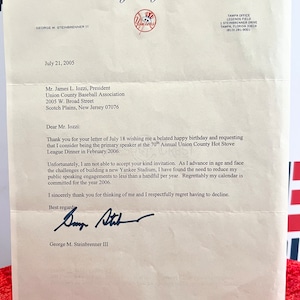 GEORGE M. STEINBRENNER III
TAMPA OFFICE
LEGENDS FIELD
TAMPA, FLORIDA
July 21, 2005
Mr. James L. Iozzi, President
Union County Baseball Association
2005 W. Broad Street
Scotch Plains, New Jersey 07076
Dear Mr. Iozzi:
Thank you for your letter of July 18 wishing me a belated happy birthday and requesting
that I consider being the primary speaker at the 70th Annual Union County Hot Stove
League Dinner in February 2006.
Unfortunately, I am not able to accept your kind invitation. As I advance in age and face
the challenges of building a new Yankee Stadium, I have found the need to reduce my
public speaking engagements to less than a handful per year. Regrettably my calendar is
committed for the year 2006.
I sincerely thank you for thinking of me and I respectfully regret having to decline.
Best regards,
George M. Steinbrenner III